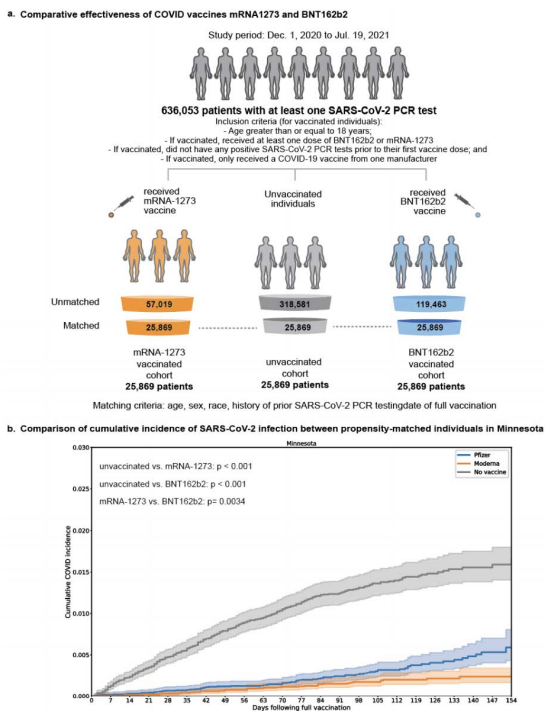 a. Comparative effectiveness of COVID vaccines mRNA1273 and BNT162b2
Study period: Dec. 1, 2020 to Jul. 19, 2021
636,053 patients with at least one SARS-CoV-2 PCR test
Inclusion criteria (for vaccinated individuals):
- Age greater than or equal to 18 years;
- If vaccinated, received at least one dose of BNT162b2 or mRNA-1273
- If vaccinated, did not have any positive SARS-CoV-2 PCR tests prior to their first vaccine dose; and
- If vaccinated, only received a COVID-19 vaccine from one manufacturer
received mRNA-1273 vaccine
Unvaccinated individuals
received BNT162b2 vaccine
Unmatched 57,019 318,581 119,463
Matched 25,869 25,869 25,869
mRNA-1273 vaccinated cohort 25,869 patients
unvaccinated cohort 25,869 patients
BNT162b2 vaccinated cohort 25,869 patients
Matching criteria: age, sex, race, history of prior SARS-CoV-2 PCR testingdate of full vaccination
b. Comparison of cumulative incidence of SARS-CoV-2 infection between propensity-matched individuals in Minnesota
Minnesota
unvaccinated vs. mRNA-1273: p < 0.001
unvaccinated vs. BNT162b2: p < 0.001
mRNA-1273 vs. BNT162b2: p= 0.0034
Pfizer
Moderna
No vaccine
Cumulative COVID incidence
0.030
0.025
0.020
0.015
0.010
0.005
0.000
0 7 14 21 28 35 42 49 56 63 70 77 84 91 98 105 112 119 126 133 140 147 154
Days following full vaccination